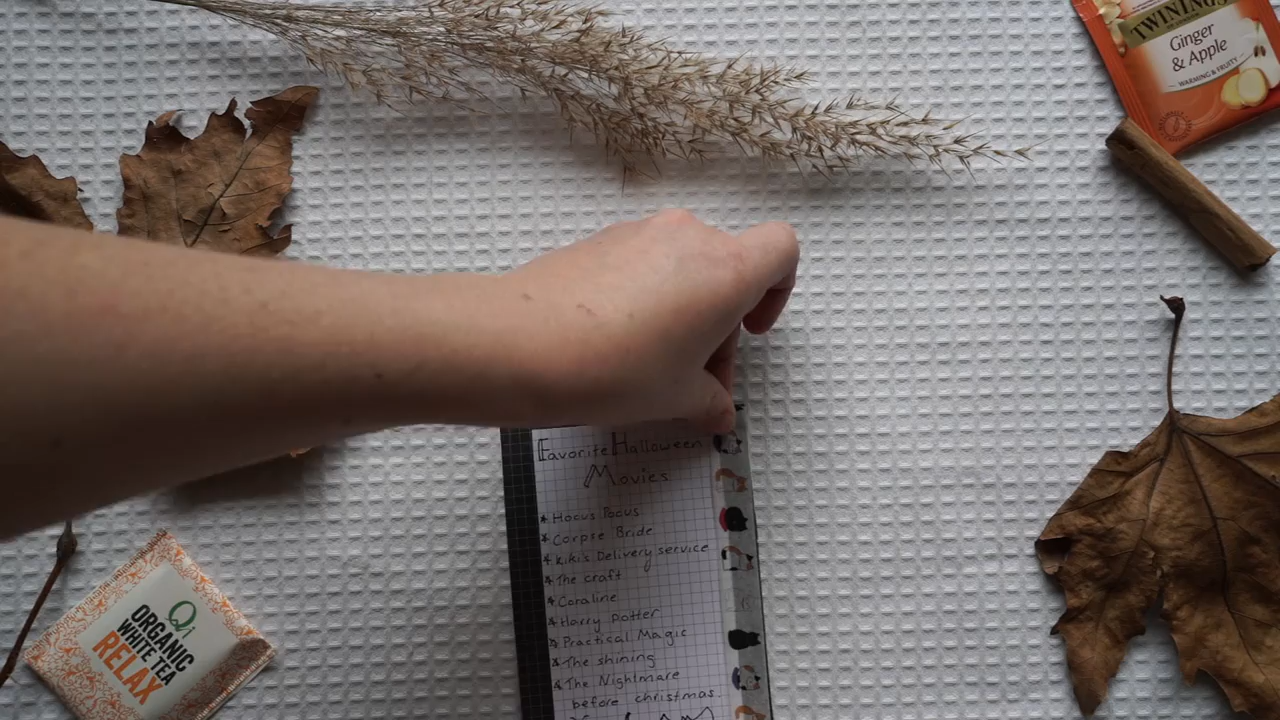 TWININGS
Ginger
& Apple
WARMING & FRUITY
Favorite Halloween
Movies
* Hocus Pocus
* Corpse Bride
* Kiki's Delivery service
* The craft
* Coraline
* Harry potter
* Practical Magic
* The shining
* The Nightmare
before christmas.
Qi
ORGANIC
WHITE TEA
RELAX